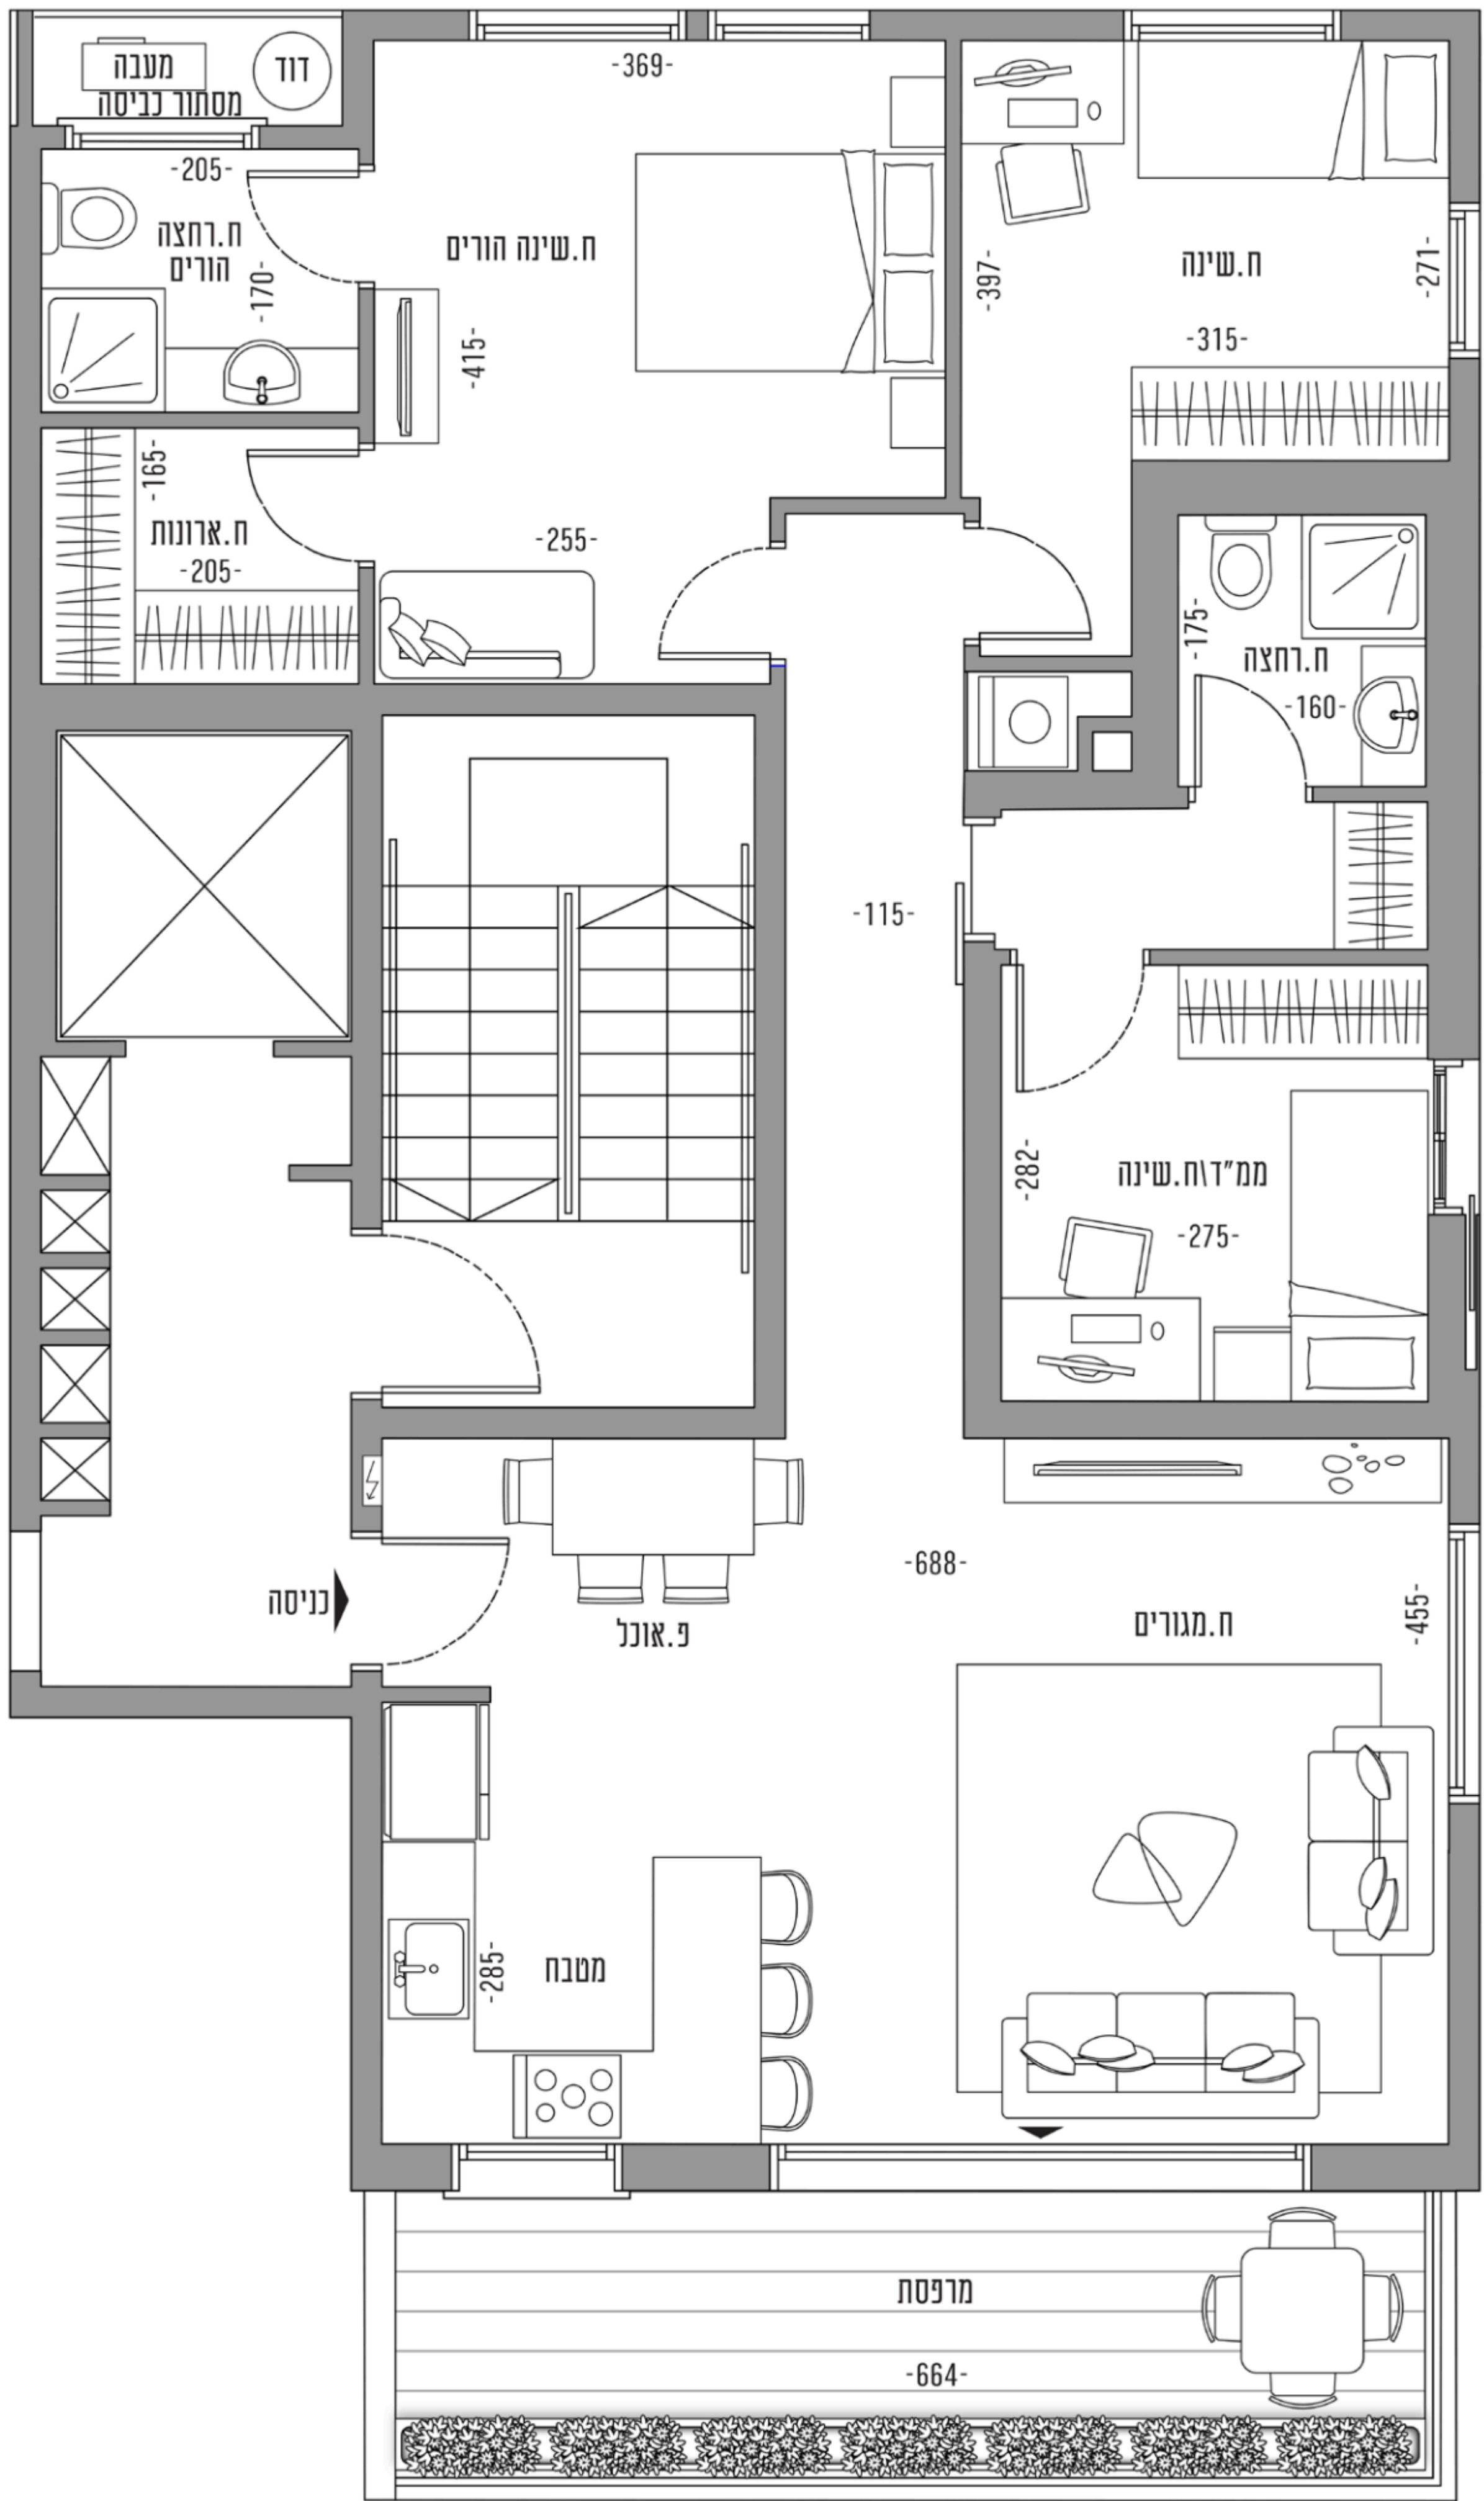 מעבה
דוד
מסתור כביסה
-369-
-205-
ח.רחצה
הורים
-170-
ח.שינה הורים
-415-
-397-
ח.שינה
-271-
-315-
-165-
ח.ארונות
-205-
-255-
-175-
ח.רחצה
-160-
-115-
-282-
ממ"ד\ח.שינה
-275-
-688-
כניסה
פ.אוכל
ח.מגורים
-455-
-285-
מטבח
מרפסת
-664-